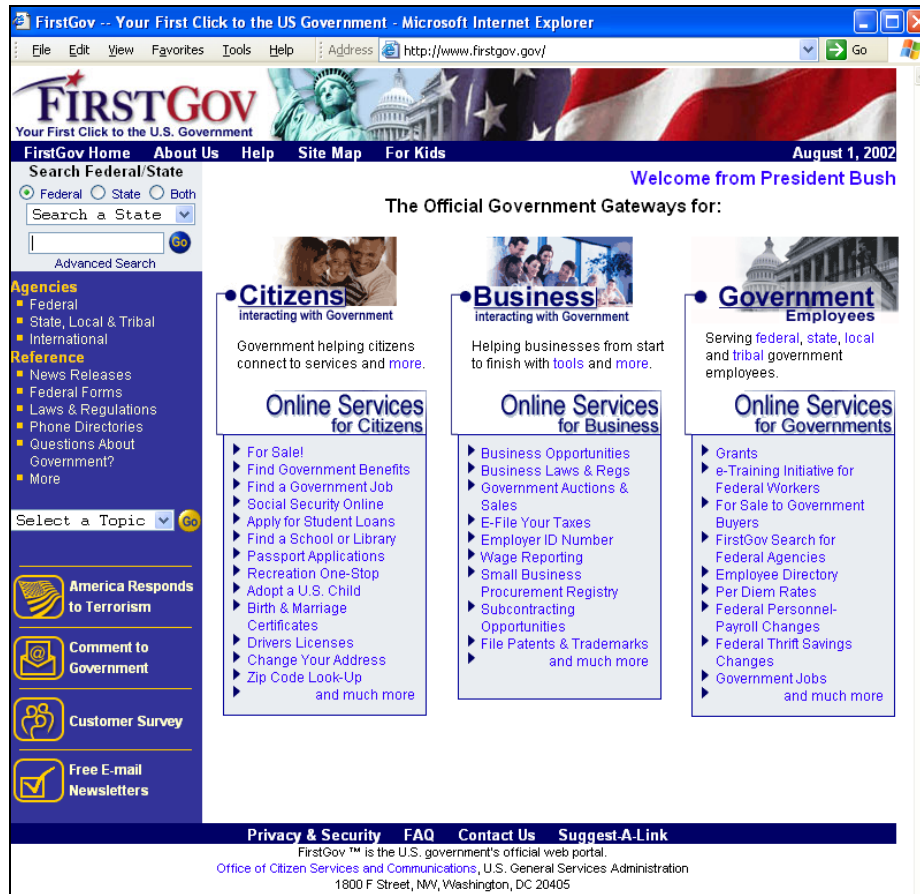 FirstGov -- Your First Click to the US Government - Microsoft Internet Explorer
File Edit View Favorites Tools Help Address http://www.firstgov.gov/ Go
FIRSTGOV
Your First Click to the U.S. Government
FirstGov Home About Us Help Site Map For Kids August 1, 2002
Search Federal/State
Federal State Both
Search a State
Go
Advanced Search
Agencies
Federal
State, Local & Tribal
International
Reference
News Releases
Federal Forms
Laws & Regulations
Phone Directories
Questions About
Government?
More
Select a Topic Go
America Responds
to Terrorism
Comment to
Government
Customer Survey
Free E-mail
Newsletters
Welcome from President Bush
The Official Government Gateways for:
Citizens
interacting with Government
Government helping citizens
connect to services and more.
Online Services
for Citizens
For Sale!
Find Government Benefits
Find a Government Job
Social Security Online
Apply for Student Loans
Find a School or Library
Passport Applications
Recreation One-Stop
Adopt a U.S. Child
Birth & Marriage
Certificates
Drivers Licenses
Change Your Address
Zip Code Look-Up
and much more
Business
interacting with Government
Helping businesses from start
to finish with tools and more.
Online Services
for Business
Business Opportunities
Business Laws & Regs
Government Auctions &
Sales
E-File Your Taxes
Employer ID Number
Wage Reporting
Small Business
Procurement Registry
Subcontracting
Opportunities
File Patents & Trademarks
and much more
Government
Employees
Serving federal, state, local
and tribal government
employees.
Online Services
for Governments
Grants
e-Training Initiative for
Federal Workers
For Sale to Government
Buyers
FirstGov Search for
Federal Agencies
Employee Directory
Per Diem Rates
Federal Personnel-
Payroll Changes
Federal Thrift Savings
Changes
Government Jobs
and much more
Privacy & Security FAQ Contact Us Suggest-A-Link
FirstGov ™ is the U.S. government's official web portal.
Office of Citizen Services and Communications, U.S. General Services Administration
1800 F Street, NW, Washington, DC 20405